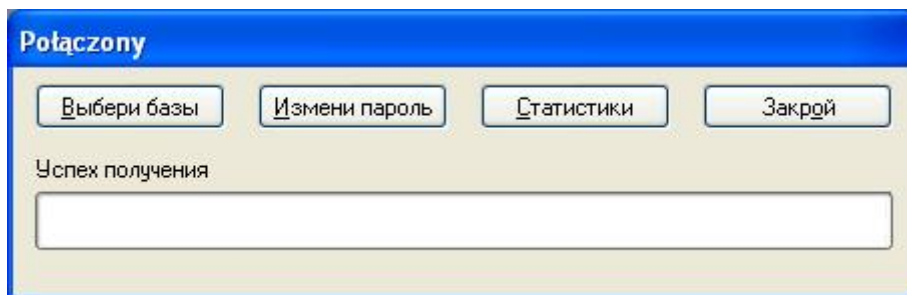 Połączony
Выбери базы Измени пароль Статистики Закрой
Успех получения